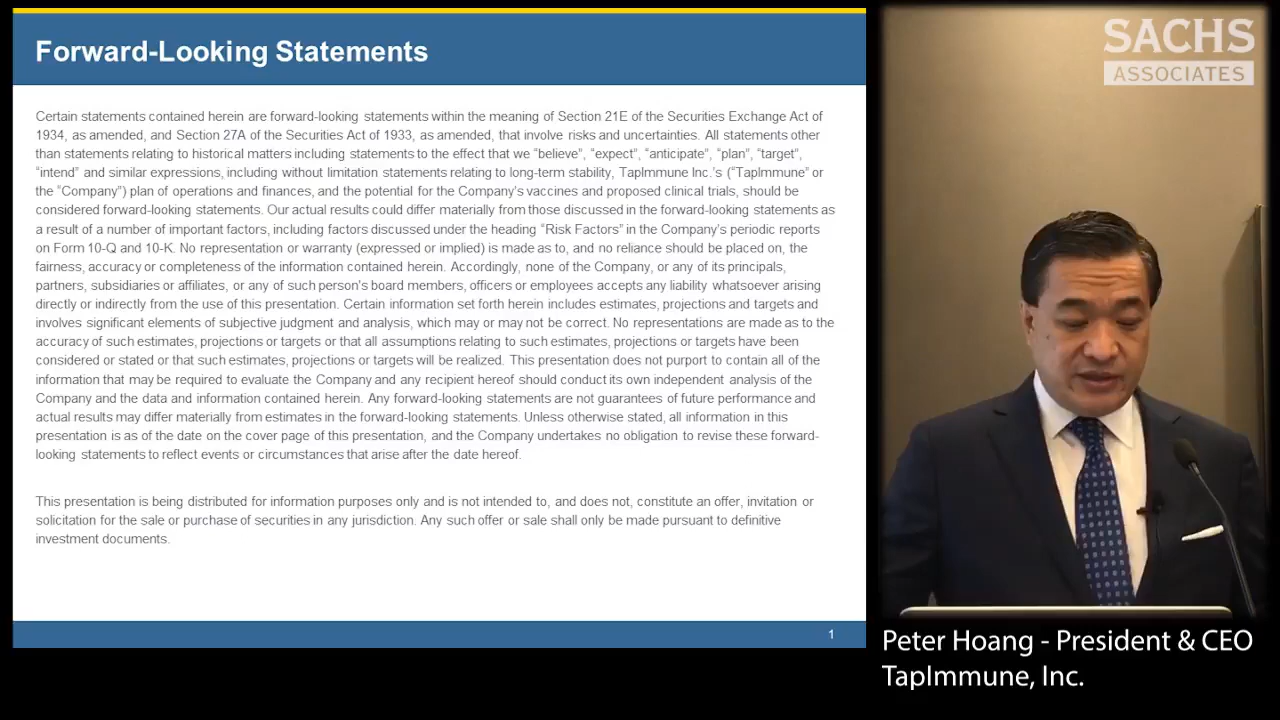 Forward-Looking Statements
Certain statements contained herein are forward-looking statements within the meaning of Section 21E of the Securities Exchange Act of
1934, as amended, and Section 27A of the Securities Act of 1933, as amended, that involve risks and uncertainties. All statements other
than statements relating to historical matters including statements to the effect that we “believe”, “expect”, “anticipate”, “plan”, “target”,
“intend” and similar expressions, including without limitation statements relating to long-term stability, TapImmune Inc.'s (“TapImmune” or
the “Company”) plan of operations and finances, and the potential for the Company's vaccines and proposed clinical trials, should be
considered forward-looking statements. Our actual results could differ materially from those discussed in the forward-looking statements as
a result of a number of important factors, including factors discussed under the heading “Risk Factors” in the Company's periodic reports
on Form 10-Q and 10-K. No representation or warranty (expressed or implied) is made as to, and no reliance should be placed on, the
fairness, accuracy or completeness of the information contained herein. Accordingly, none of the Company, or any of its principals,
partners, subsidiaries or affiliates, or any of such person's board members, officers or employees accepts any liability whatsoever arising
directly or indirectly from the use of this presentation. Certain information set forth herein includes estimates, projections and targets and
involves significant elements of subjective judgment and analysis, which may or may not be correct. No representations are made as to the
accuracy of such estimates, projections or targets or that all assumptions relating to such estimates, projections or targets have been
considered or stated or that such estimates, projections or targets will be realized. This presentation does not purport to contain all of the
information that may be required to evaluate the Company and any recipient hereof should conduct its own independent analysis of the
Company and the data and information contained herein. Any forward-looking statements are not guarantees of future performance and
actual results may differ materially from estimates in the forward-looking statements. Unless otherwise stated, all information in this
presentation is as of the date on the cover page of this presentation, and the Company undertakes no obligation to revise these forward-
looking statements to reflect events or circumstances that arise after the date hereof.
This presentation is being distributed for information purposes only and is not intended to, and does not, constitute an offer, invitation or
solicitation for the sale or purchase of securities in any jurisdiction. Any such offer or sale shall only be made pursuant to definitive
investment documents.
1
SACHS
ASSOCIATES
Peter Hoang - President & CEO
TapImmune, Inc.